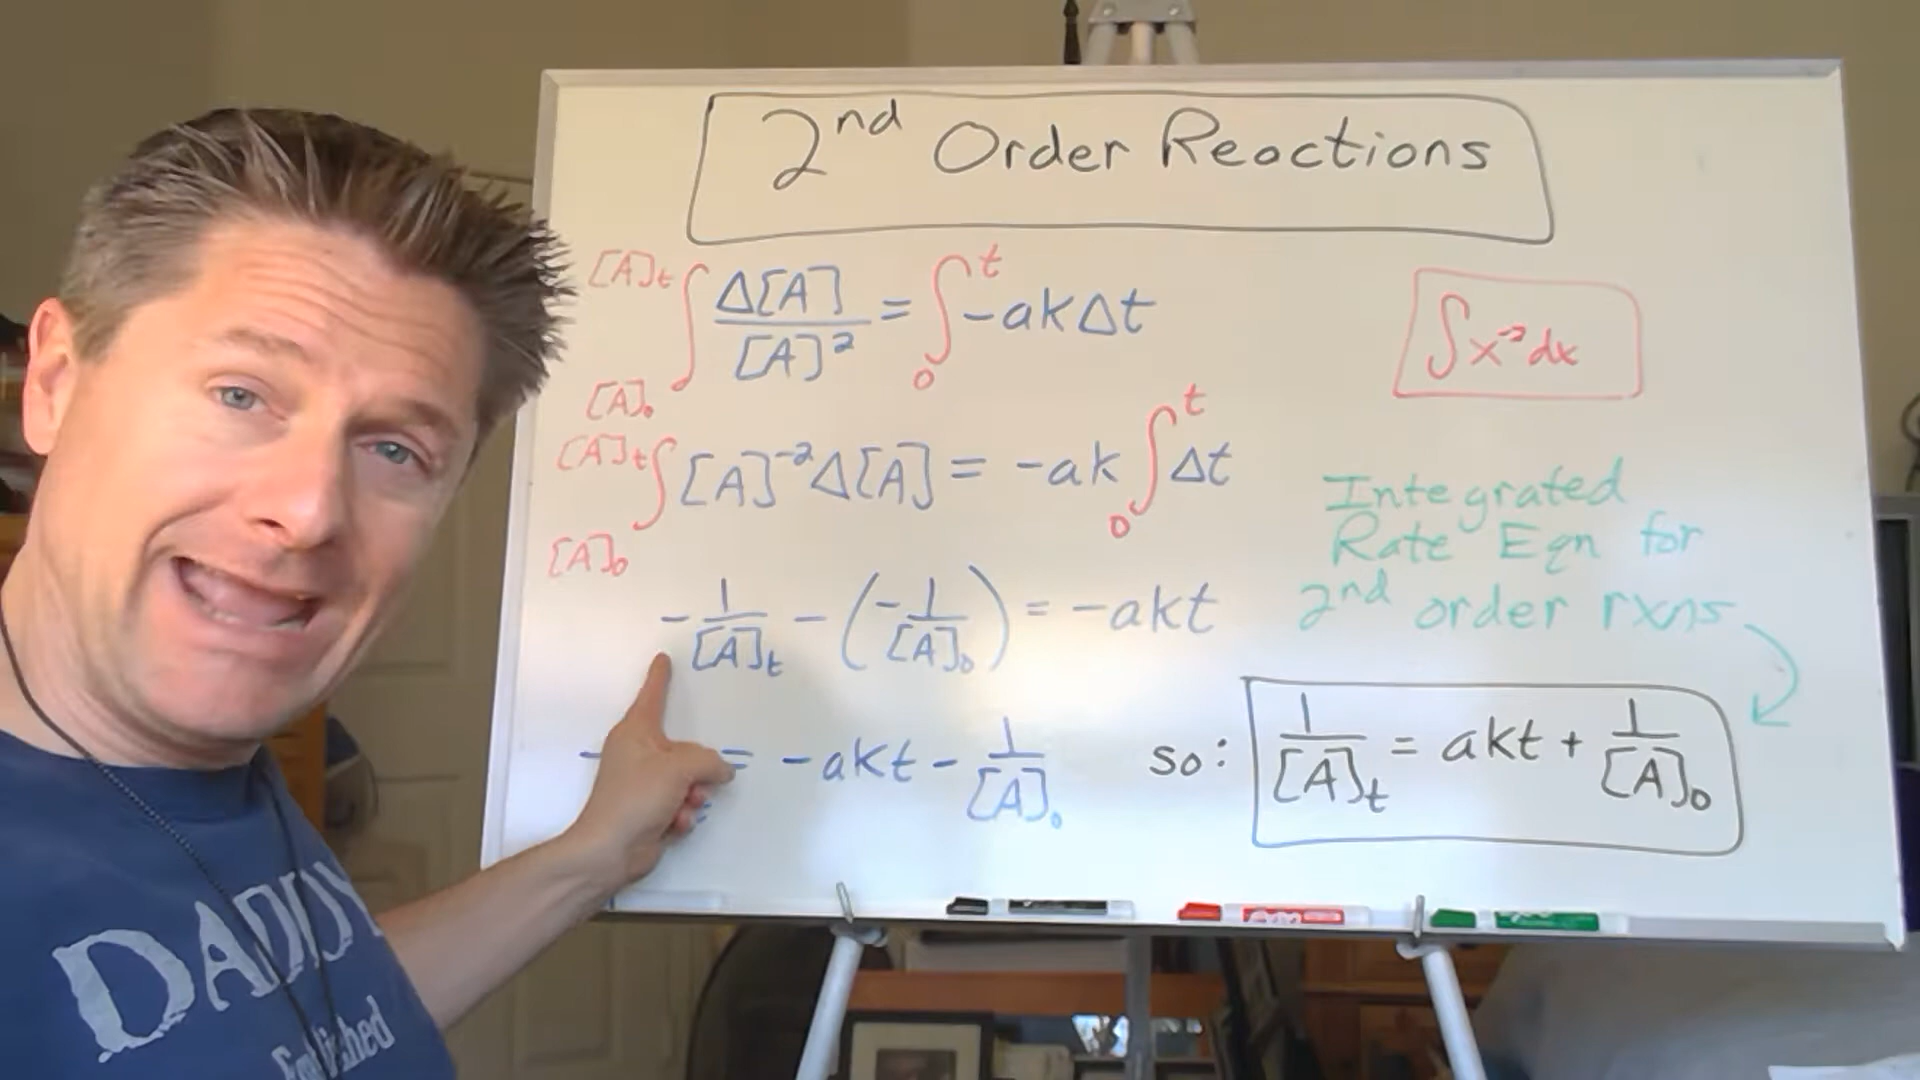 2nd Order Reactions
[A]t ∫ Δ[A]/[A]² = ∫ t -akΔt
[A]₀ 0
∫x⁻²dx
[A]t ∫ [A]⁻²Δ[A] = -ak ∫ t Δt
[A]₀ 0
Integrated
Rate Eqn for
2nd order rxns
-1/[A]t - (-1/[A]₀) = -akt
- t = -akt - 1/[A]₀
so: 1/[A]t = akt + 1/[A]₀
DADDY